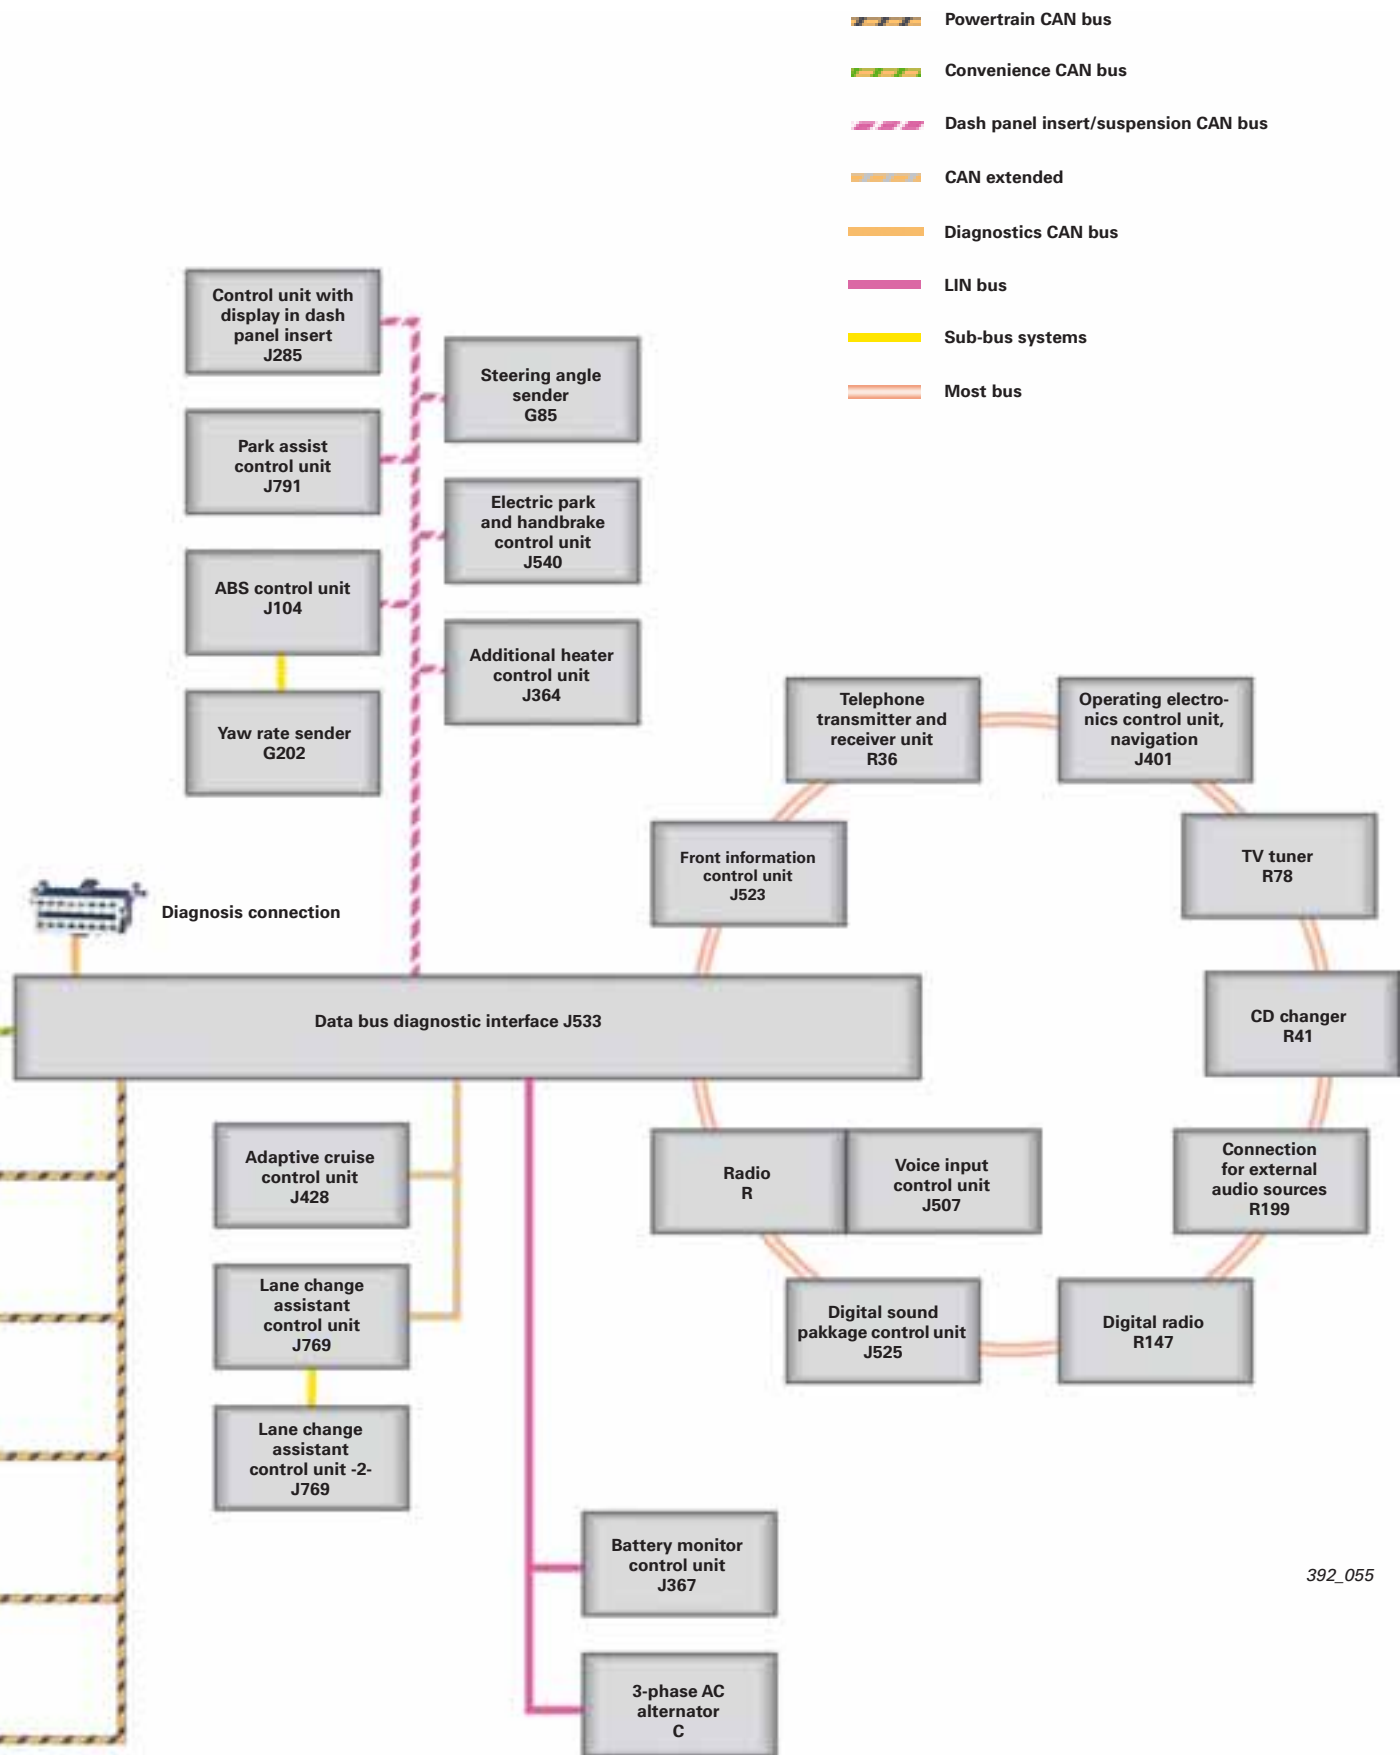 Powertrain CAN bus
Convenience CAN bus
Dash panel insert/suspension CAN bus
CAN extended
Diagnostics CAN bus
LIN bus
Sub-bus systems
Most bus
Control unit with
display in dash
panel insert
J285
Steering angle
sender
G85
Park assist
control unit
J791
Electric park
and handbrake
control unit
J540
ABS control unit
J104
Additional heater
control unit
J364
Yaw rate sender
G202
Telephone
transmitter and
receiver unit
R36
Operating electro-
nics control unit,
navigation
J401
Front information
control unit
J523
TV tuner
R78
Diagnosis connection
Data bus diagnostic interface J533
CD changer
R41
Adaptive cruise
control unit
J428
Radio
R
Voice input
control unit
J507
Connection
for external
audio sources
R199
Lane change
assistant
control unit
J769
Digital sound
pakkage control unit
J525
Digital radio
R147
Lane change
assistant
control unit -2-
J769
Battery monitor
control unit
J367
392_055
3-phase AC
alternator
C